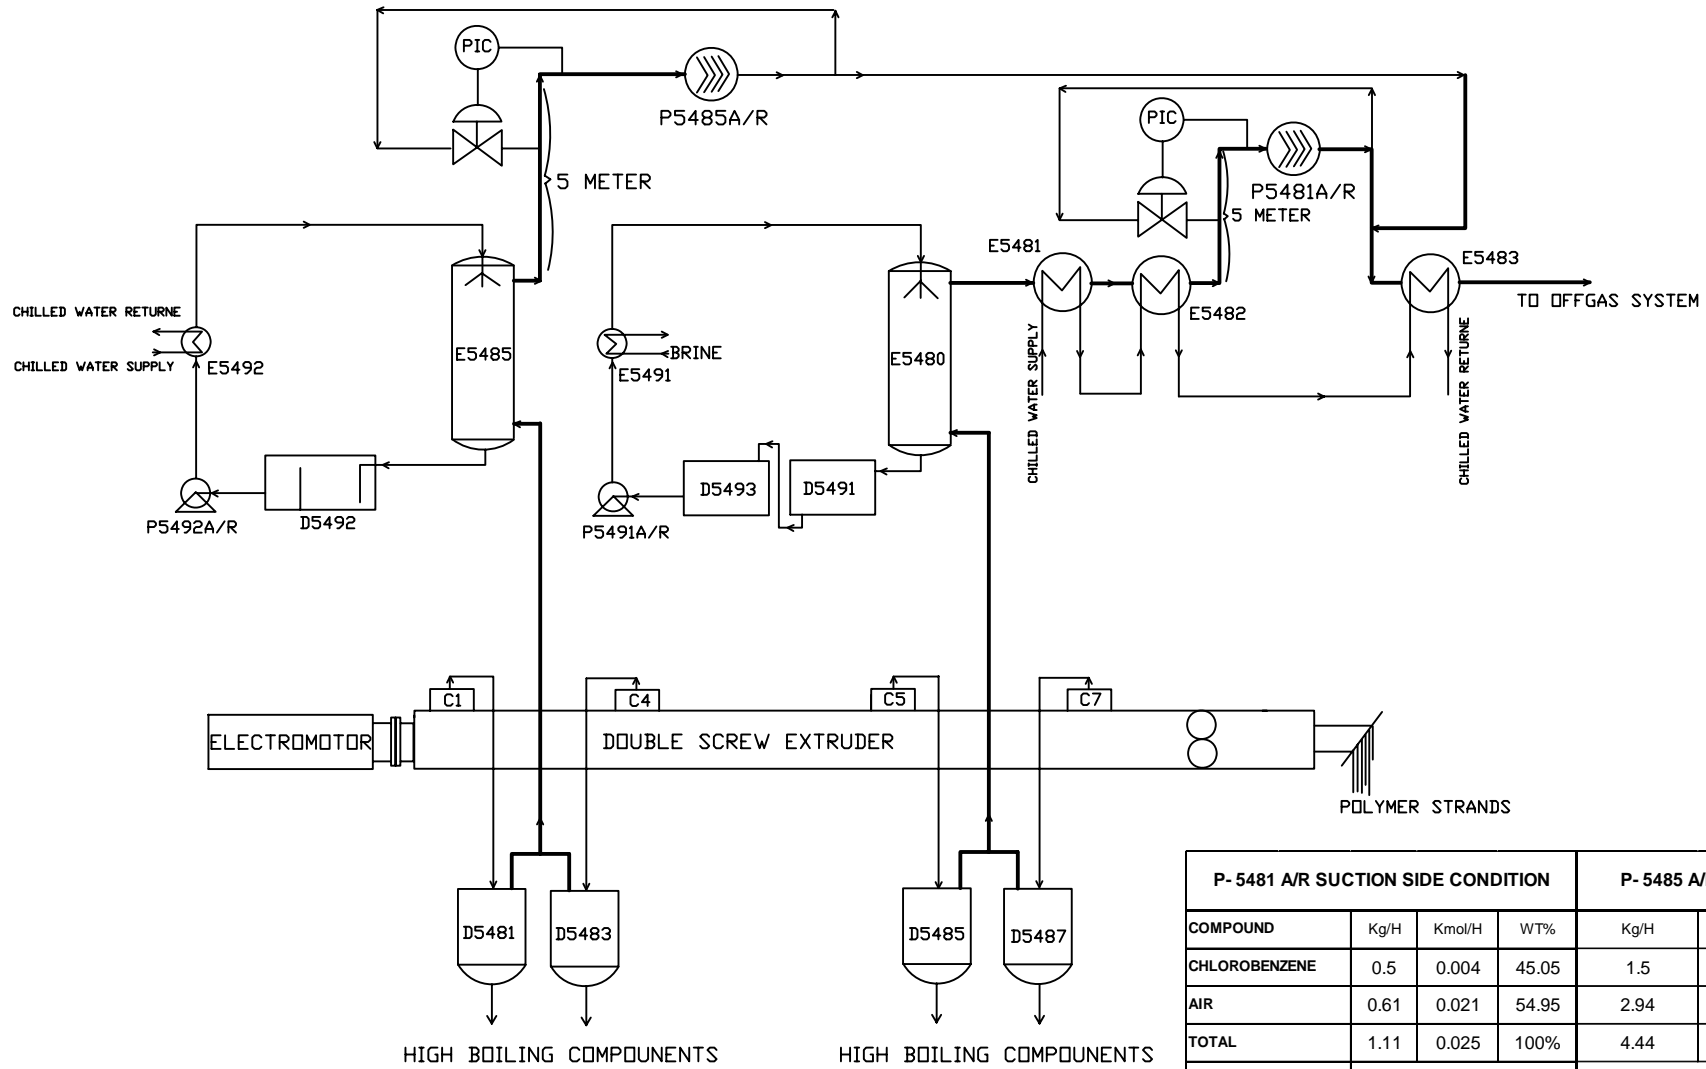 PIC
P5485A/R
PIC
5 METER
P5481A/R
5 METER
E5481
E5483
CHILLED WATER RETURNE
TO OFFGAS SYSTEM
E5482
E5485
BRINE
E5480
CHILLED WATER SUPPLY
E5492
E5491
CHILLED WATER SUPPLY
CHILLED WATER RETURNE
D5493
D5491
P5492A/R
D5492
P5491A/R
C1
C4
C5
C7
ELECTROMOTOR
DOUBLE SCREW EXTRUDER
POLYMER STRANDS
D5481
D5483
D5485
D5487
HIGH BOILING COMPOUNENTS
HIGH BOILING COMPOUNENTS
P- 5481 A/R SUCTION SIDE CONDITION P- 5485 A/
COMPOUND Kg/H Kmol/H WT% Kg/H
CHLOROBENZENE 0.5 0.004 45.05 1.5
AIR 0.61 0.021 54.95 2.94
TOTAL 1.11 0.025 100% 4.44